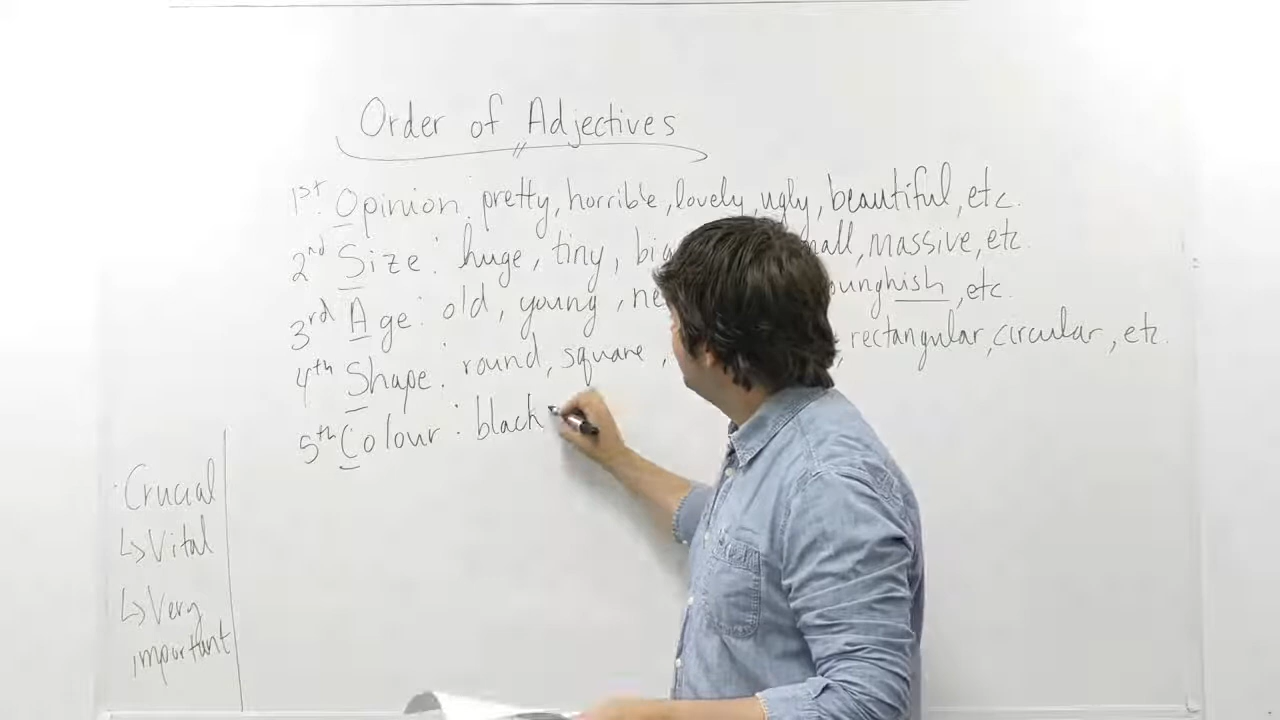 Order of Adjectives
1st. Opinion: pretty, horrible, lovely, ugly, beautiful, etc.
2nd Size: huge, tiny, massive, etc.
3rd Age: old, young, etc.
4th Shape: round, square, rectangular, circular, etc.
5th Colour: black
Crucial
↳ Vital
↳ Very
important